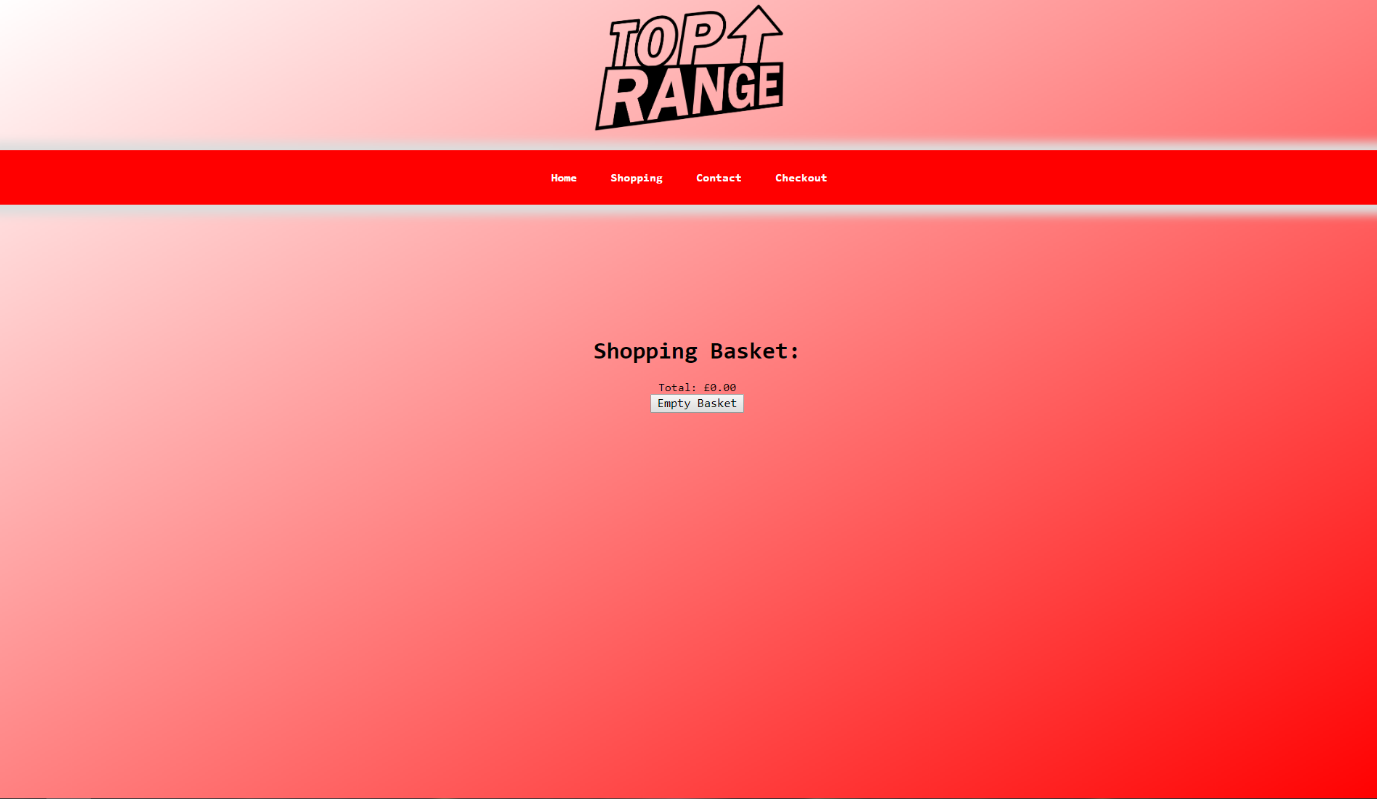 TOP
RANGE
Home Shopping Contact Checkout
Shopping Basket:
Total: £0.00
Empty Basket